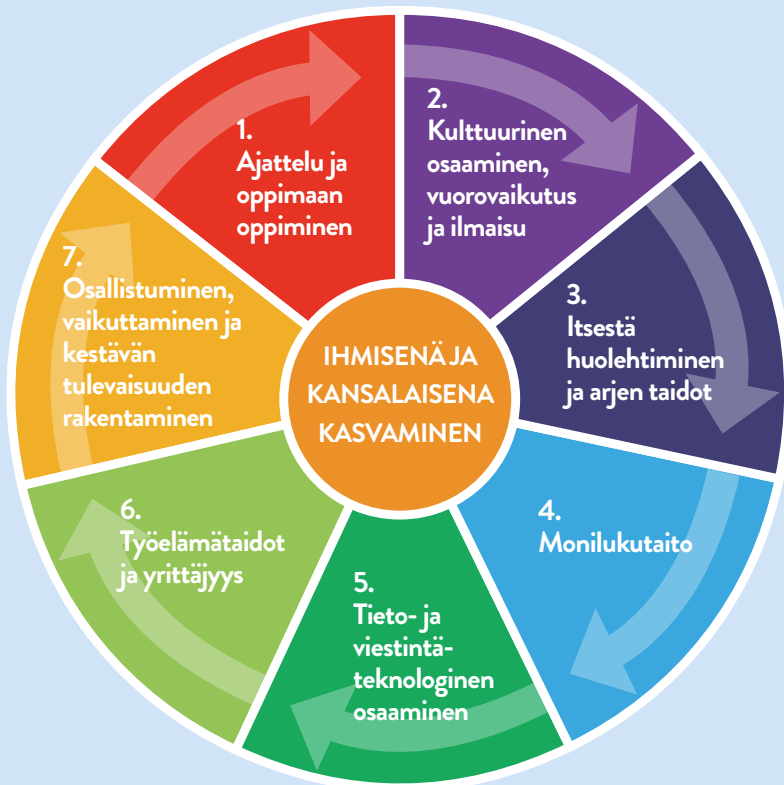 1.
Ajattelu ja
oppimaan
oppiminen
2.
Kulttuurinen
osaaminen,
vuorovaikutus
ja ilmaisu
3.
Itsestä
huolehtiminen
ja arjen taidot
4.
Monilukutaito
5.
Tieto- ja
viestintä-
teknologinen
osaaminen
6.
Työelämätaidot
ja yrittäjyys
7.
Osallistuminen,
vaikuttaminen ja
kestävän
tulevaisuuden
rakentaminen
IHMISENÄ JA
KANSALAISENA
KASVAMINEN